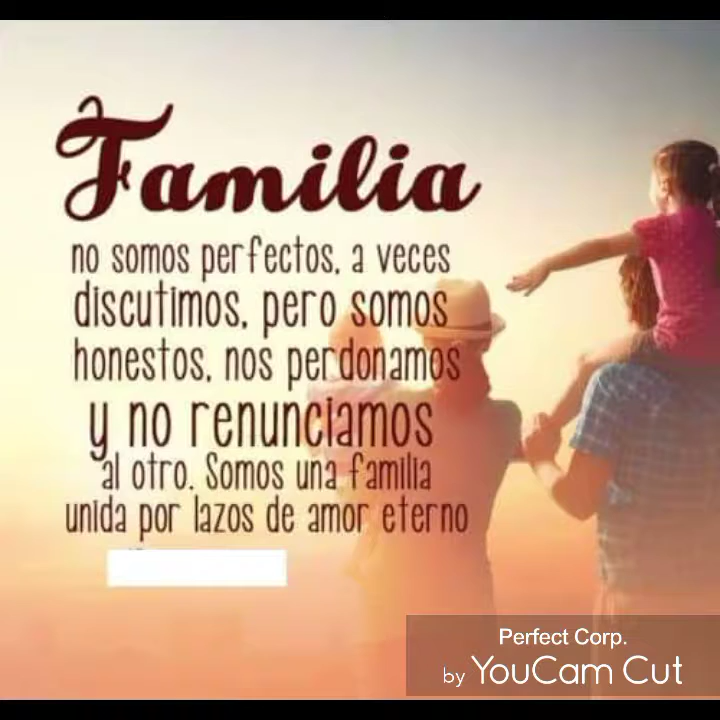 Familia
no somos perfectos, a veces
discutimos, pero somos
honestos, nos perdonamos
y no renunciamos
al otro. Somos una familia
unida por lazos de amor eterno
Perfect Corp.
by YouCam Cut